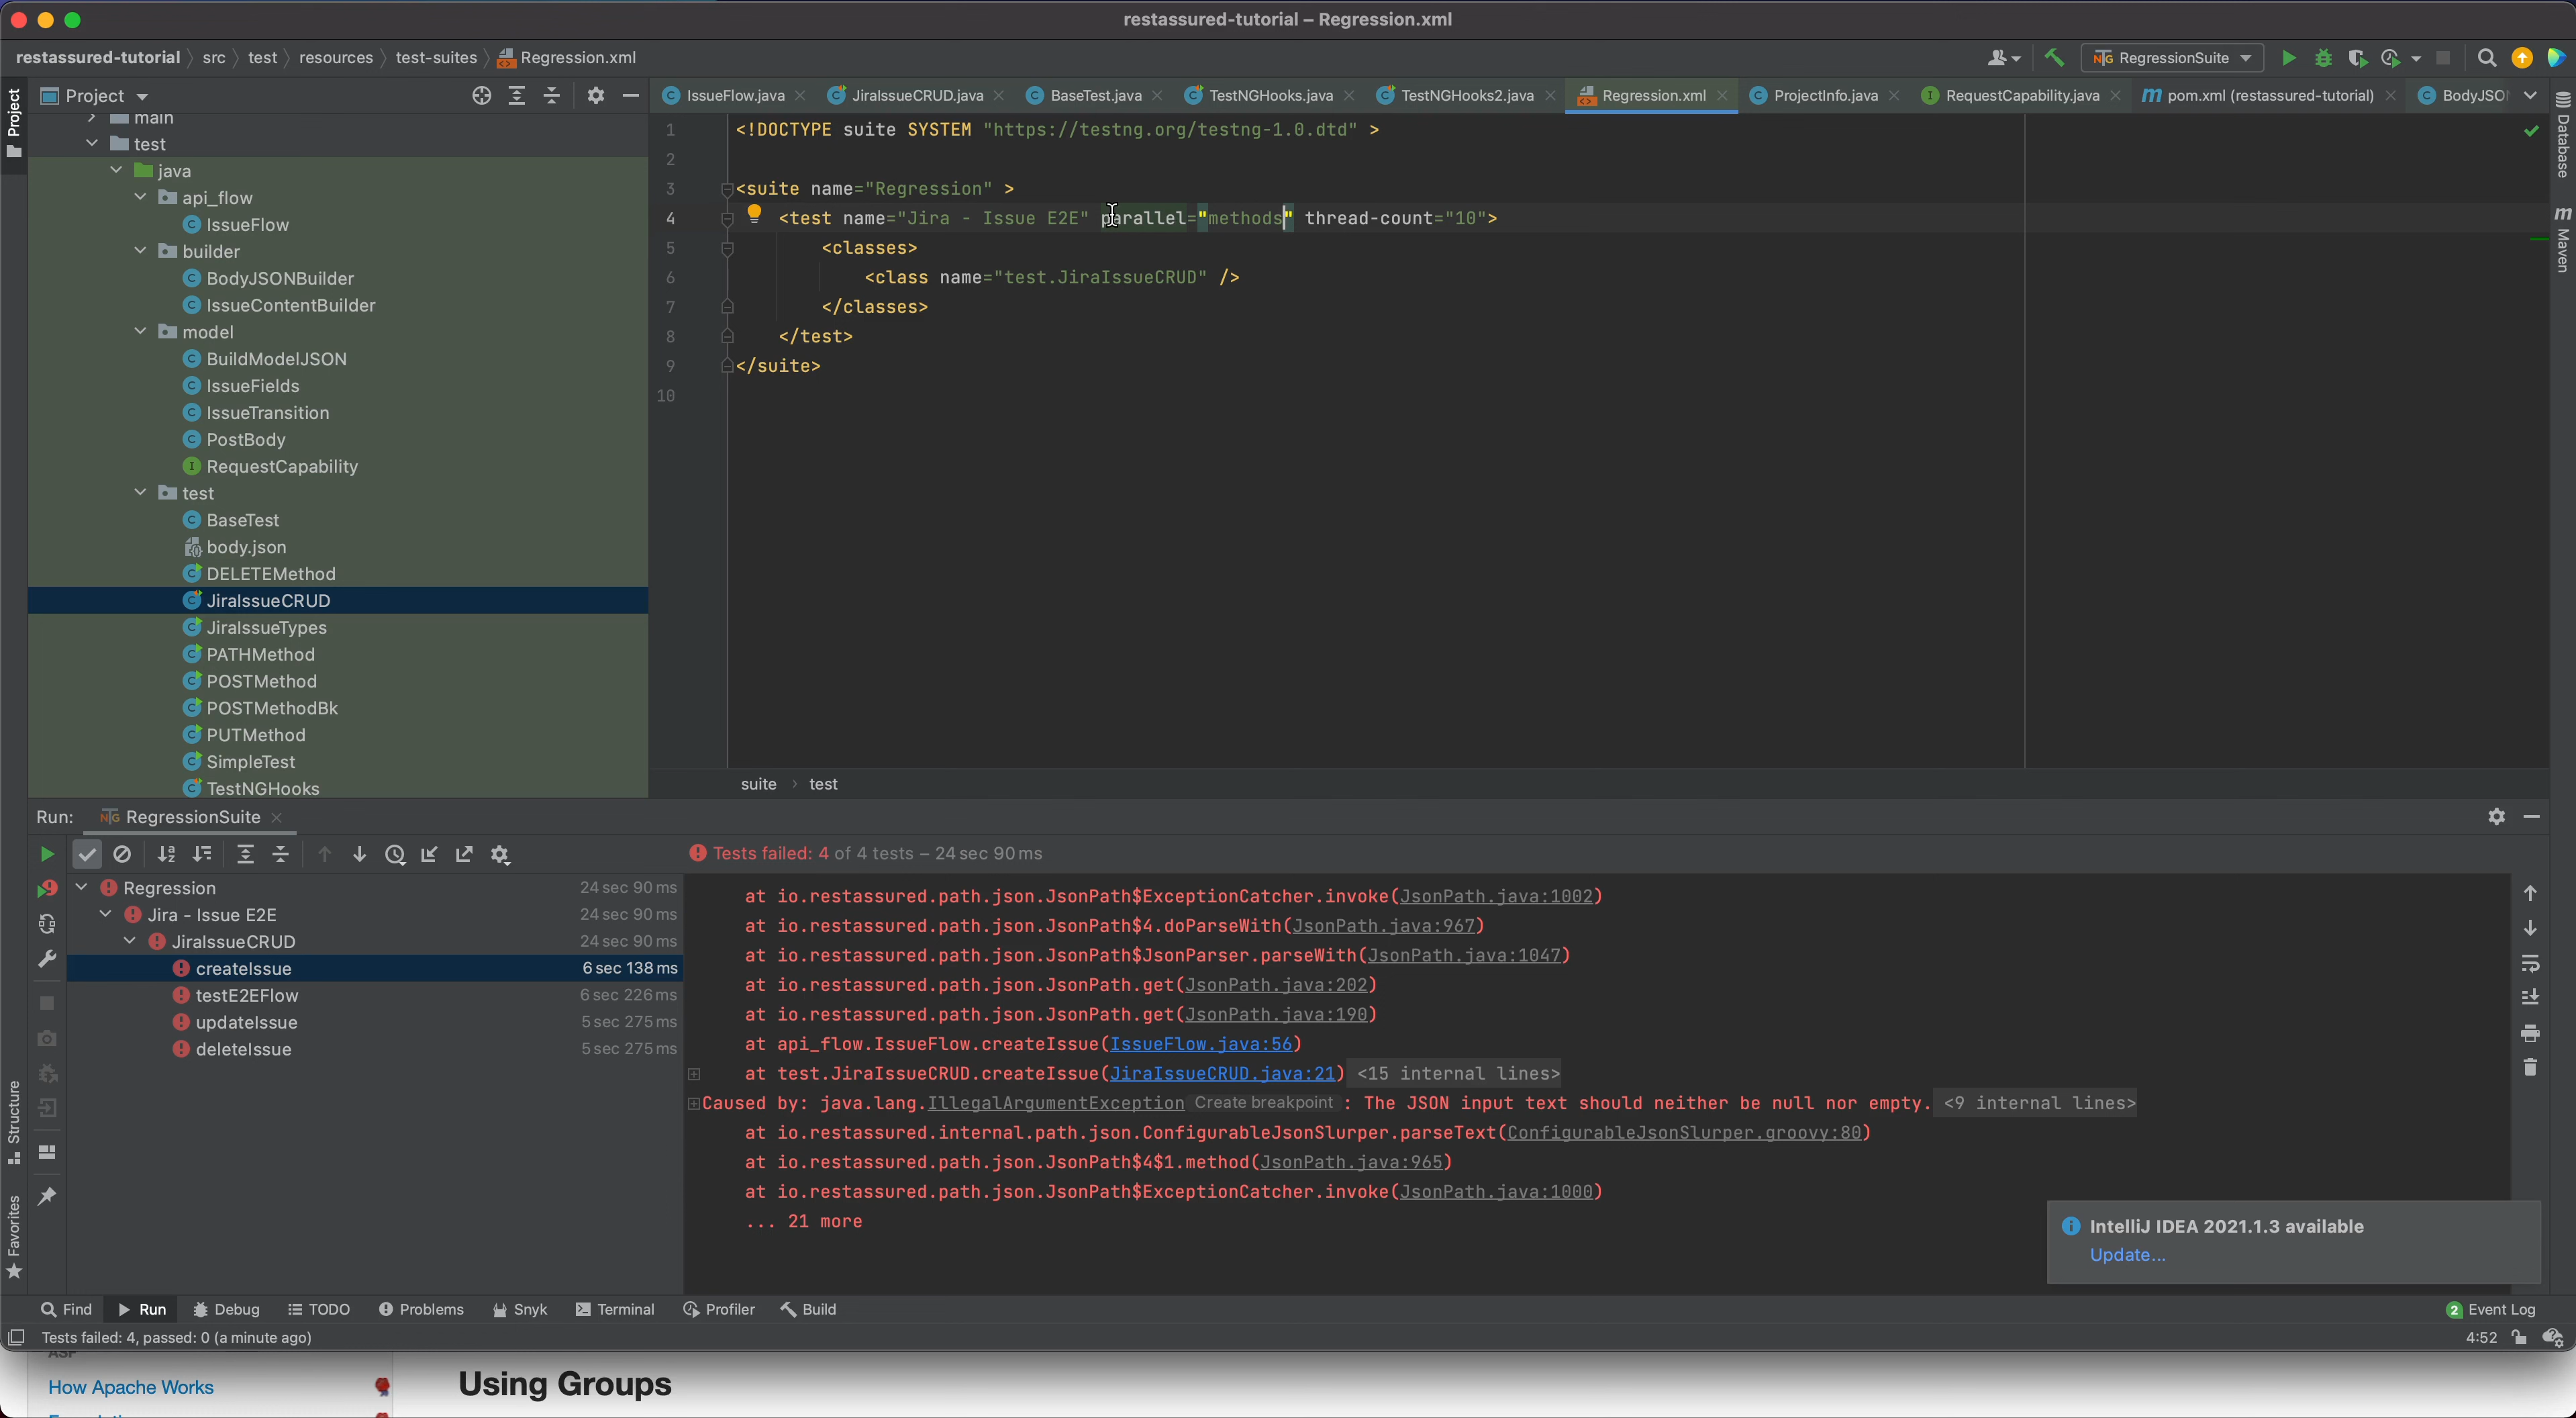 restassured-tutorial – Regression.xml
restassured-tutorial src test resources test-suites Regression.xml
RegressionSuite
Project
IssueFlow.java JiraIssueCRUD.java BaseTest.java TestNGHooks.java TestNGHooks2.java Regression.xml ProjectInfo.java RequestCapability.java pom.xml (restassured-tutorial)
Project
Structure
Favorites
Database
Maven
main
test
java
api_flow
IssueFlow
builder
BodyJSONBuilder
IssueContentBuilder
model
BuildModelJSON
IssueFields
IssueTransition
PostBody
RequestCapability
test
BaseTest
body.json
DELETEMethod
JiraIssueCRUD
JiraIssueTypes
PATHMethod
POSTMethod
POSTMethodBk
PUTMethod
SimpleTest
TestNGHooks
1 <!DOCTYPE suite SYSTEM "https://testng.org/testng-1.0.dtd" >
2
3 <suite name="Regression" >
4 <test name="Jira - Issue E2E" parallel="methods" thread-count="10">
5 <classes>
6 <class name="test.JiraIssueCRUD" />
7 </classes>
8 </test>
9 </suite>
10
suite › test
Run: RegressionSuite
Tests failed: 4 of 4 tests – 24 sec 90 ms
Regression 24 sec 90 ms
Jira - Issue E2E 24 sec 90 ms
JiraIssueCRUD 24 sec 90 ms
createIssue 6 sec 138 ms
testE2EFlow 6 sec 226 ms
updateIssue 5 sec 275 ms
deleteIssue 5 sec 275 ms
at io.restassured.path.json.JsonPath$ExceptionCatcher.invoke(JsonPath.java:1002)
at io.restassured.path.json.JsonPath$4.doParseWith(JsonPath.java:967)
at io.restassured.path.json.JsonPath$JsonParser.parseWith(JsonPath.java:1047)
at io.restassured.path.json.JsonPath.get(JsonPath.java:202)
at io.restassured.path.json.JsonPath.get(JsonPath.java:190)
at api_flow.IssueFlow.createIssue(IssueFlow.java:56)
at test.JiraIssueCRUD.createIssue(JiraIssueCRUD.java:21) <15 internal lines>
Caused by: java.lang.IllegalArgumentException Create breakpoint : The JSON input text should neither be null nor empty. <9 internal lines>
at io.restassured.internal.path.json.ConfigurableJsonSlurper.parseText(ConfigurableJsonSlurper.groovy:80)
at io.restassured.path.json.JsonPath$4$1.method(JsonPath.java:965)
at io.restassured.path.json.JsonPath$ExceptionCatcher.invoke(JsonPath.java:1000)
... 21 more
IntelliJ IDEA 2021.1.3 available
Update...
Find Run Debug TODO Problems Snyk Terminal Profiler Build 2 Event Log
Tests failed: 4, passed: 0 (a minute ago) 4:52
How Apache Works
Using Groups